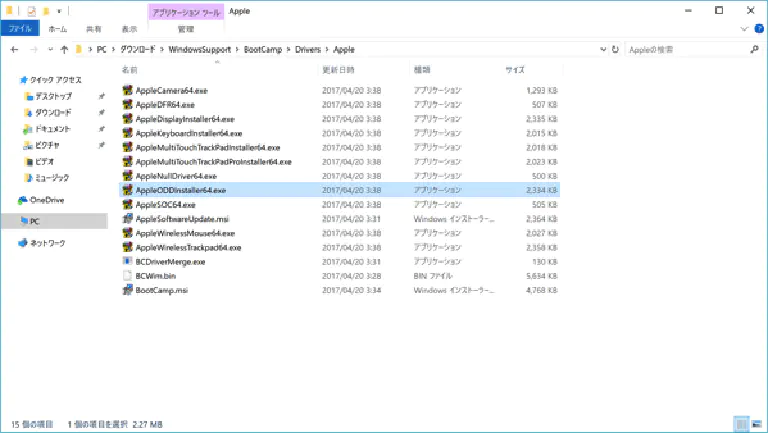 アプリケーション ツール Apple
ファイル ホーム 共有 表示 管理
PC › ダウンロード › WindowsSupport › BootCamp › Drivers › Apple Appleの検索
名前 更新日時 種類 サイズ
クイック アクセス
デスクトップ
ダウンロード
ドキュメント
ピクチャ
ビデオ
ミュージック
OneDrive
PC
ネットワーク
AppleCamera64.exe 2017/04/20 3:38 アプリケーション 1,293 KB
AppleDFR64.exe 2017/04/20 3:38 アプリケーション 507 KB
AppleDisplayInstaller64.exe 2017/04/20 3:38 アプリケーション 2,335 KB
AppleKeyboardInstaller64.exe 2017/04/20 3:38 アプリケーション 2,015 KB
AppleMultiTouchTrackPadInstaller64.exe 2017/04/20 3:38 アプリケーション 2,018 KB
AppleMultiTouchTrackPadProInstaller64.exe 2017/04/20 3:38 アプリケーション 2,023 KB
AppleNullDriver64.exe 2017/04/20 3:38 アプリケーション 500 KB
AppleODDInstaller64.exe 2017/04/20 3:38 アプリケーション 2,334 KB
AppleSOC64.exe 2017/04/20 3:38 アプリケーション 505 KB
AppleSoftwareUpdate.msi 2017/04/20 3:31 Windows インストーラー... 2,364 KB
AppleWirelessMouse64.exe 2017/04/20 3:38 アプリケーション 2,027 KB
AppleWirelessTrackpad64.exe 2017/04/20 3:38 アプリケーション 2,358 KB
BCDriverMerge.exe 2017/04/20 3:31 アプリケーション 130 KB
BCWim.bin 2017/04/20 3:28 BIN ファイル 5,634 KB
BootCamp.msi 2017/04/20 3:34 Windows インストーラー... 4,768 KB
15 個の項目 1 個の項目を選択 2.27 MB